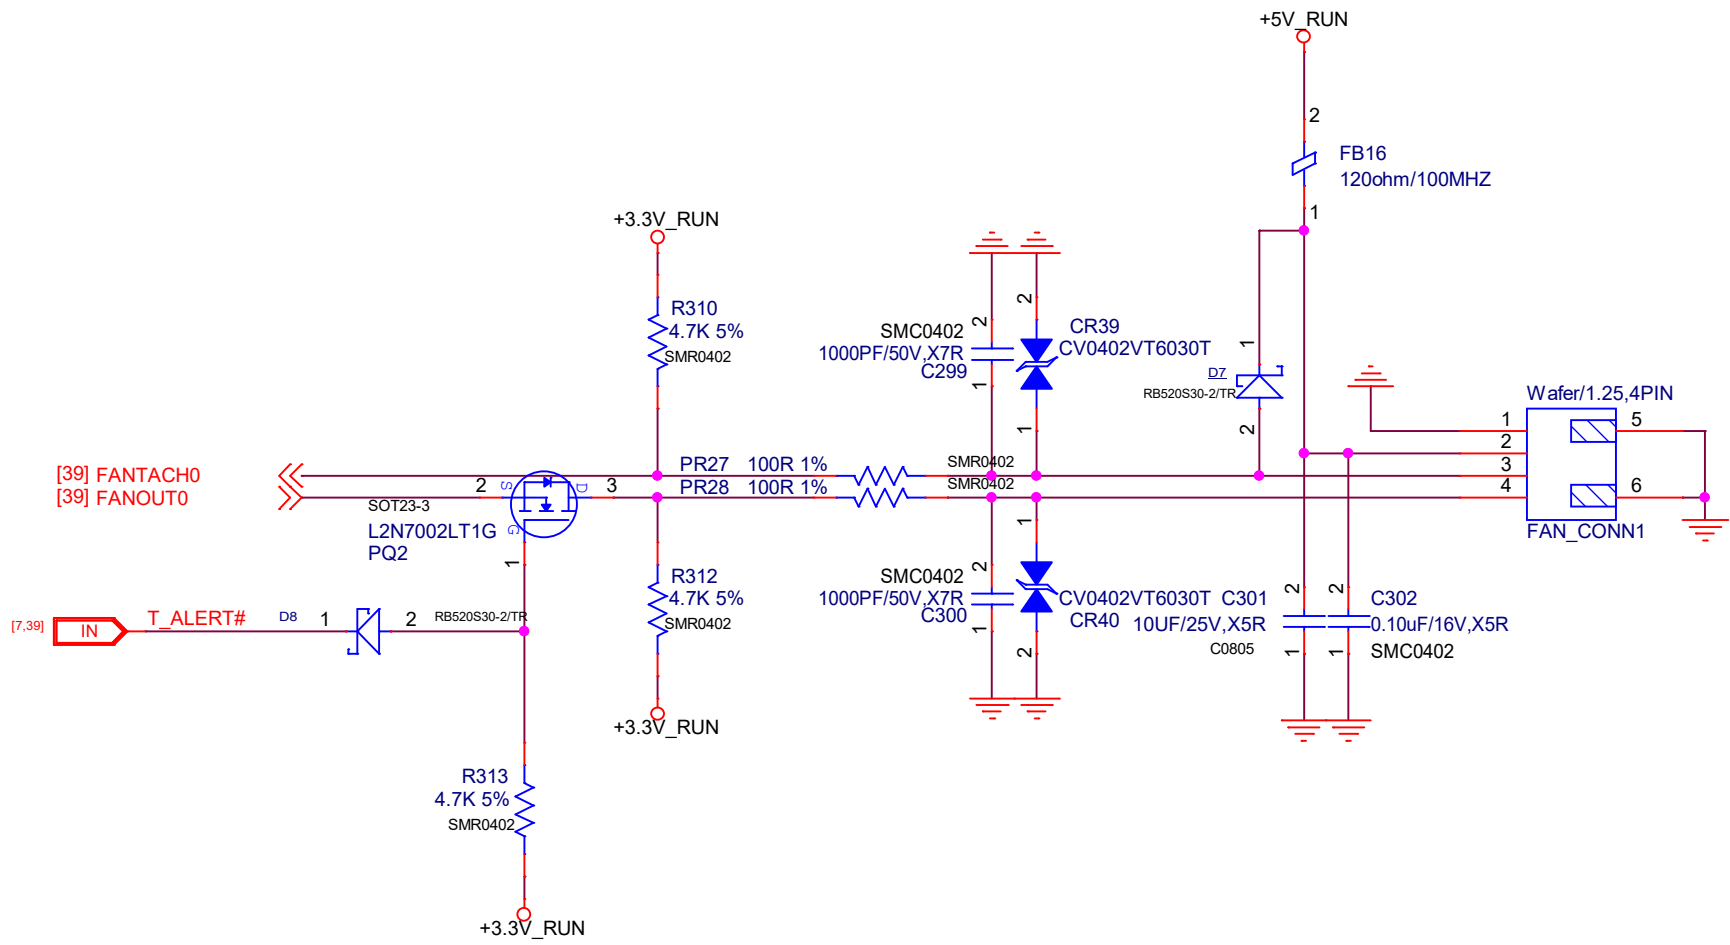 +5V_RUN
2
FB16
120ohm/100MHZ
1
+3.3V_RUN
R310
4.7K 5%
SMR0402
SMC0402
1000PF/50V,X7R
C299
2
1
2
CR39
CV0402VT6030T
1
1
D7
RB520S30-2/TR
2
Wafer/1.25,4PIN
1
2
3
4
5
6
FAN_CONN1
[39] FANTACH0
[39] FANOUT0
PR27 100R 1%
SMR0402
PR28 100R 1%
SMR0402
2
S
D
G
3
1
SOT23-3
L2N7002LT1G
PQ2
R312
4.7K 5%
SMR0402
+3.3V_RUN
SMC0402
1000PF/50V,X7R
C300
2
1
1
CV0402VT6030T
CR40
2
C301
10UF/25V,X5R
C0805
2
1
2
1
C302
0.10uF/16V,X5R
SMC0402
[7,39]
IN
T_ALERT#
D8
1
2
RB520S30-2/TR
R313
4.7K 5%
SMR0402
+3.3V_RUN